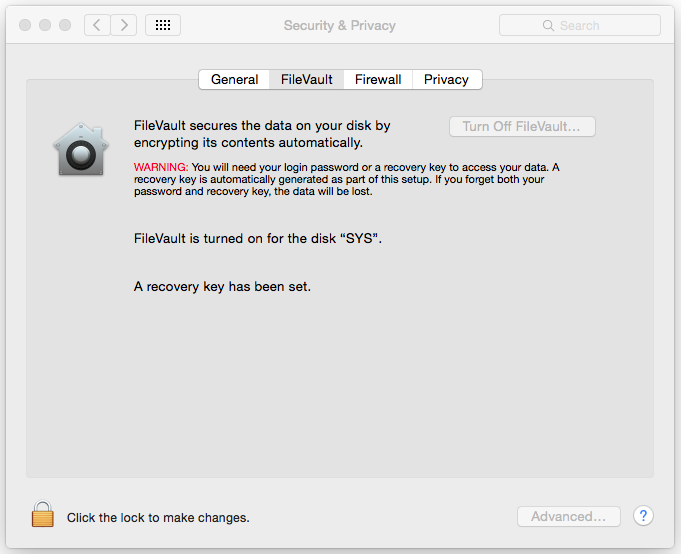 Security & Privacy
Search
General FileVault Firewall Privacy
FileVault secures the data on your disk by
encrypting its contents automatically.
Turn Off FileVault...
WARNING: You will need your login password or a recovery key to access your data. A
recovery key is automatically generated as part of this setup. If you forget both your
password and recovery key, the data will be lost.
FileVault is turned on for the disk “SYS”.
A recovery key has been set.
Click the lock to make changes.
Advanced...
?